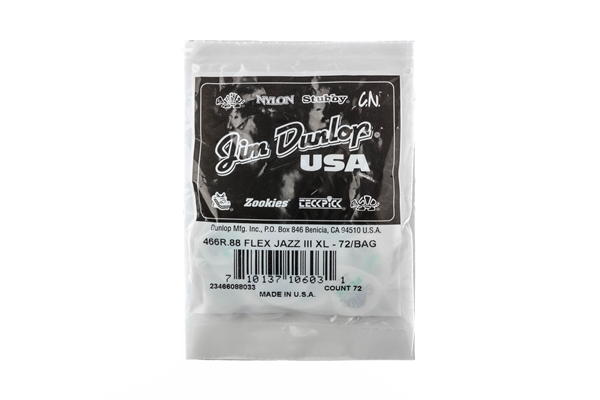 NYLON Stubby C.N.
Jim Dunlop
USA
Zookies TECKPICK
Dunlop Mfg. Inc., P.O. Box 846 Benicia, CA 94510 U.S.A.
466R.88 FLEX JAZZ III XL - 72/BAG
7 10137 10603 1
23466088033 COUNT 72
MADE IN U.S.A.